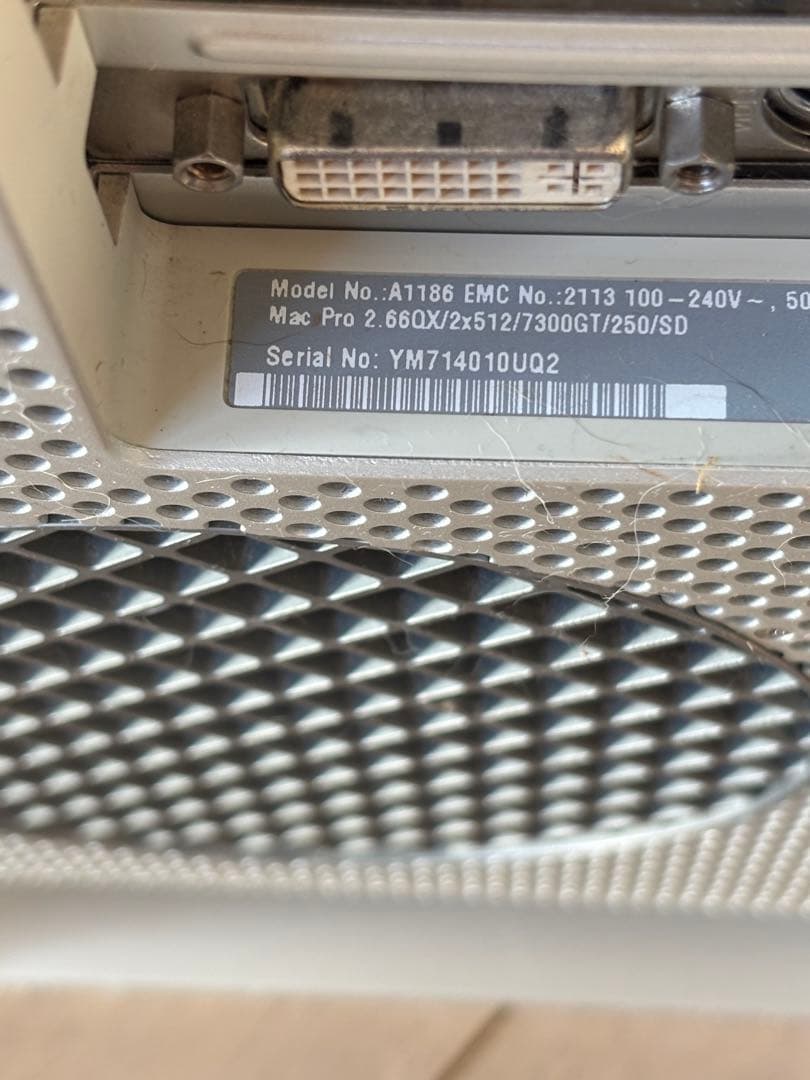 Model No.:A1186 EMC No.:2113 100-240V~, 50
Mac Pro 2.66QX/2x512/7300GT/250/SD
Serial No: YM714010UQ2